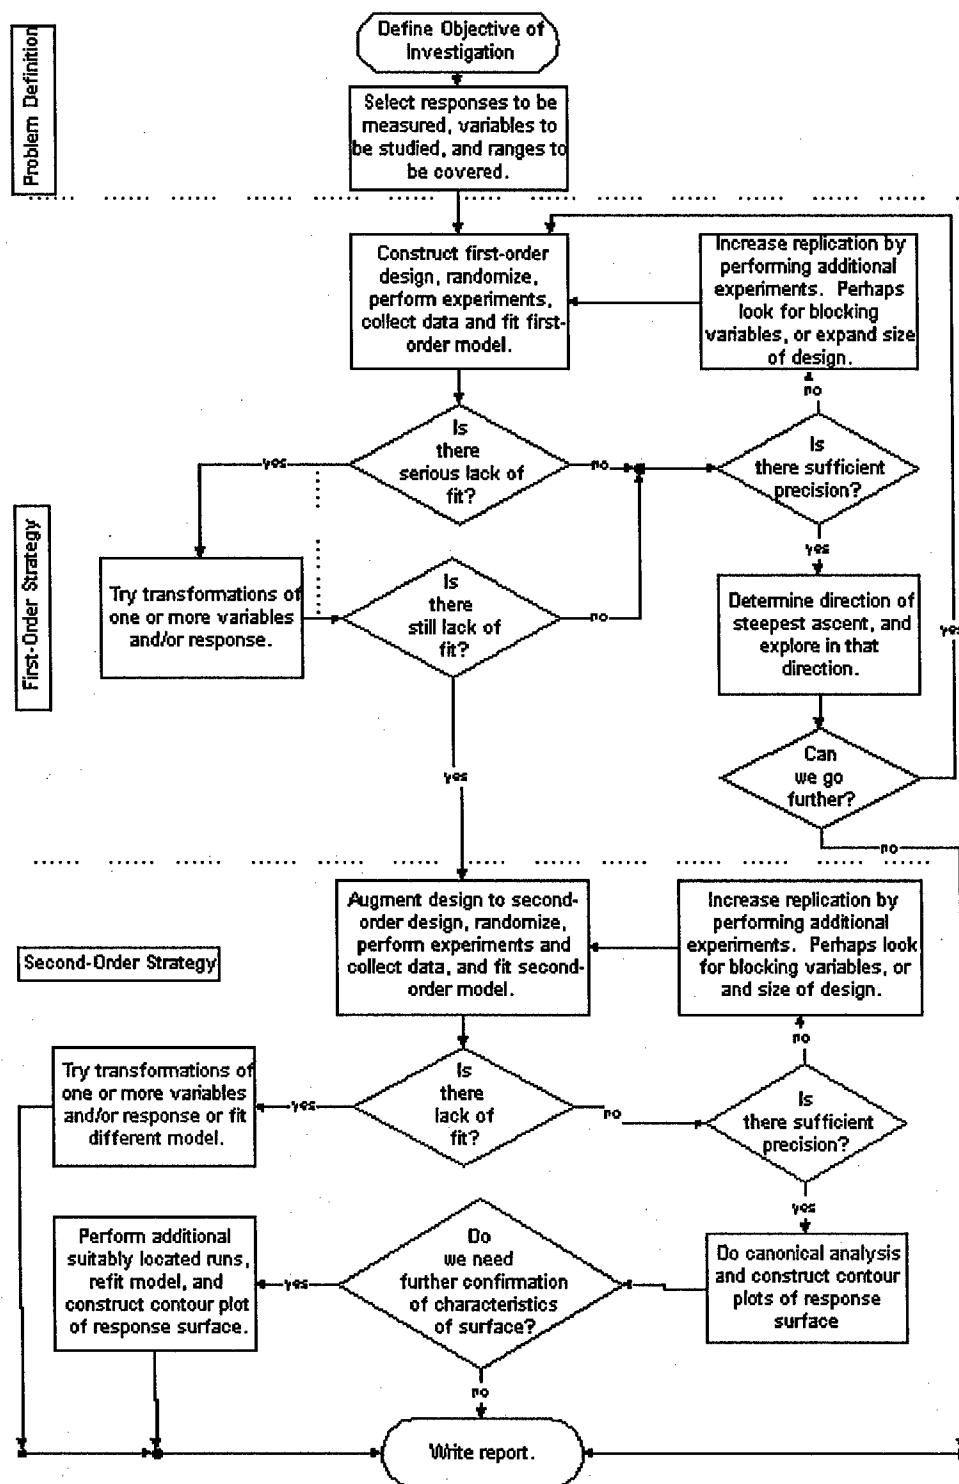 Problem Definition
Define Objective of
Investigation
Select responses to be
measured, variables to
be studied, and ranges to
be covered.
Construct first-order
design, randomize,
perform experiments,
collect data and fit first-
order model.
Increase replication by
performing additional
experiments. Perhaps
look for blocking
variables, or expand size
of design.
no
Is
there
serious lack of
fit?
yes
no
Is
there sufficient
precision?
yes
First-Order Strategy
Try transformations of
one or more variables
and/or response.
Is
there
still lack of
fit?
no
yes
Determine direction of
steepest ascent, and
explore in that
direction.
yes
Can
we go
further?
no
Second-Order Strategy
Augment design to second-
order design, randomize,
perform experiments and
collect data, and fit second-
order model.
Increase replication by
performing additional
experiments. Perhaps look
for blocking variables, or
and size of design.
no
Try transformations of
one or more variables
and/or response or fit
different model.
yes
Is
there
lack of
fit?
no
Is
there sufficient
precision?
yes
Perform additional
suitably located runs,
refit model, and
construct contour plot
of response surface.
yes
Do
we need
further confirmation
of characteristics
of surface?
no
Do canonical analysis
and construct contour
plots of response
surface
Write report.